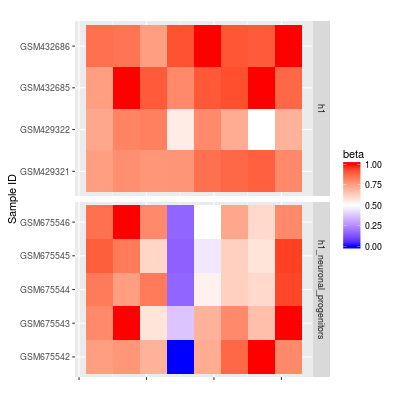 Sample ID
GSM432686
GSM432685
GSM429322
GSM429321
h1
GSM675546
GSM675545
GSM675544
GSM675543
GSM675542
h1_neuronal_progenitors
beta
1.00
0.75
0.50
0.25
0.00